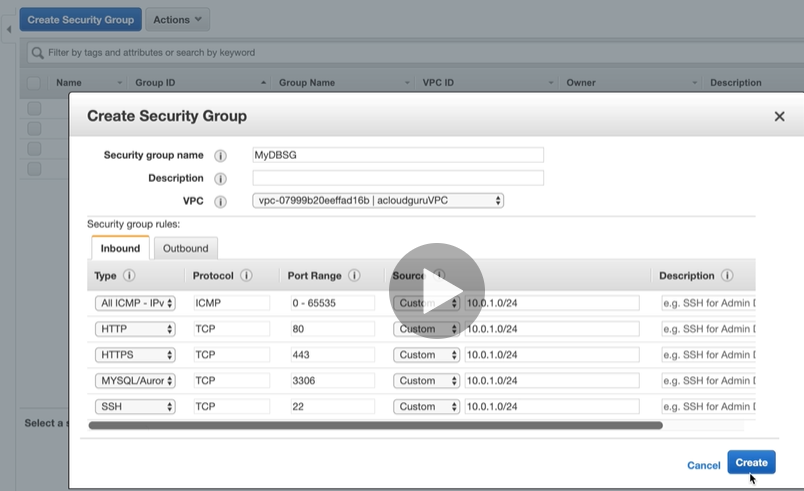 Create Security Group Actions
Filter by tags and attributes or search by keyword
Name Group ID Group Name VPC ID Owner Description
Create Security Group
Security group name MyDBSG
Description
VPC vpc-07999b20eeffad16b | acloudguruVPC
Security group rules:
Inbound Outbound
Type Protocol Port Range Source Description
All ICMP - IPv ICMP 0 - 65535 Custom 10.0.1.0/24 e.g. SSH for Admin D
HTTP TCP 80 Custom 10.0.1.0/24 e.g. SSH for Admin D
HTTPS TCP 443 Custom 10.0.1.0/24 e.g. SSH for Admin D
MYSQL/Auror TCP 3306 Custom 10.0.1.0/24 e.g. SSH for Admin D
SSH TCP 22 Custom 10.0.1.0/24 e.g. SSH for Admin D
Select a s
Cancel Create